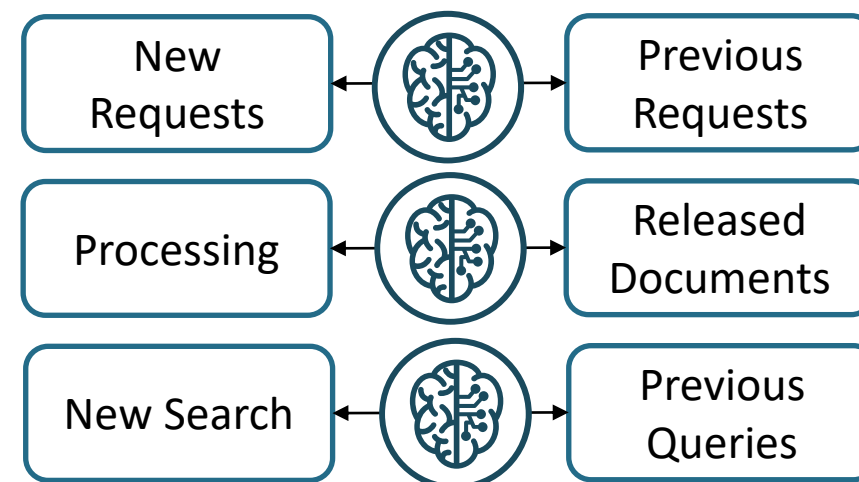 New
Requests
Previous
Requests
Processing
Released
Documents
New Search
Previous
Queries